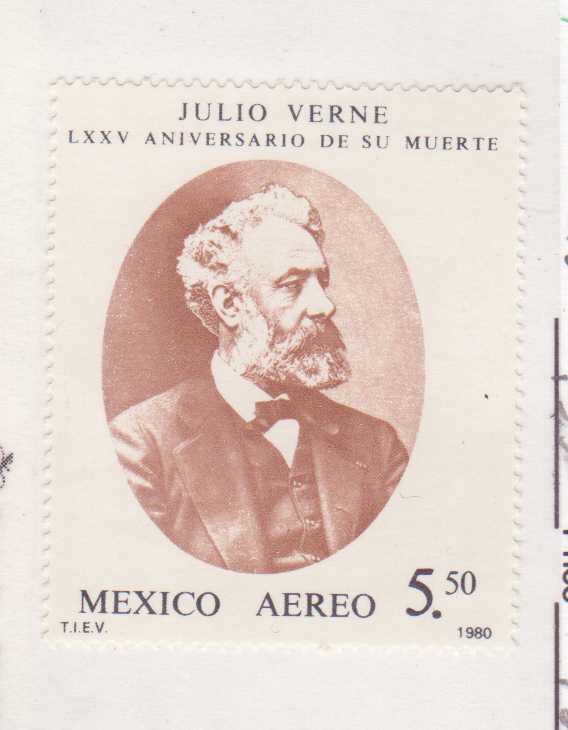 JULIO VERNE
LXXV ANIVERSARIO DE SU MUERTE
MEXICO AEREO 5.50
T.I.E.V. 1980